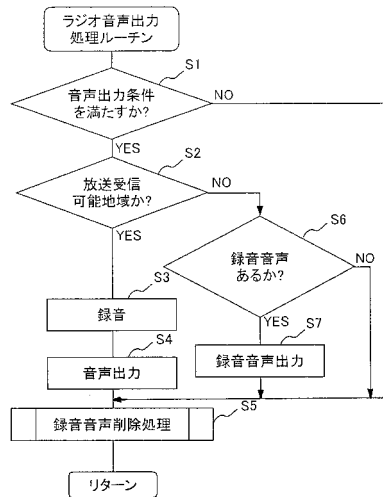 ラジオ音声出力
処理ルーチン
S1
音声出力条件
を満たすか?
NO
YES
S2
放送受信
可能地域か?
NO
YES
S6
録音音声
あるか?
NO
YES
S3
録音
S7
録音音声出力
S4
音声出力
S5
録音音声削除処理
リターン